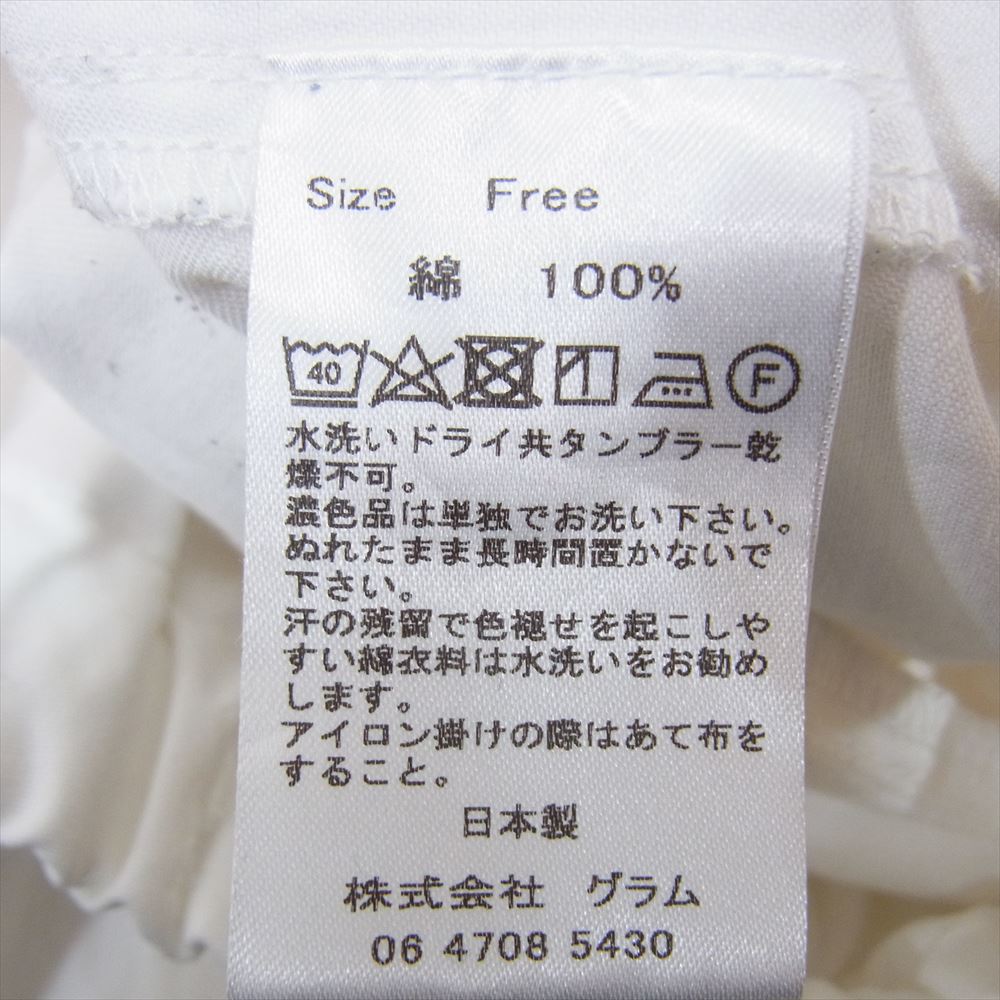 Size Free
綿 100%
40 F
水洗いドライ共タンブラー乾
燥不可。
濃色品は単独でお洗い下さい。
ぬれたまま長時間置かないで
下さい。
汗の残留で色褪せを起こしや
すい綿衣料は水洗いをお勧め
します。
アイロン掛けの際はあて布を
すること。
日本製
株式会社 グラム
06 4708 5430